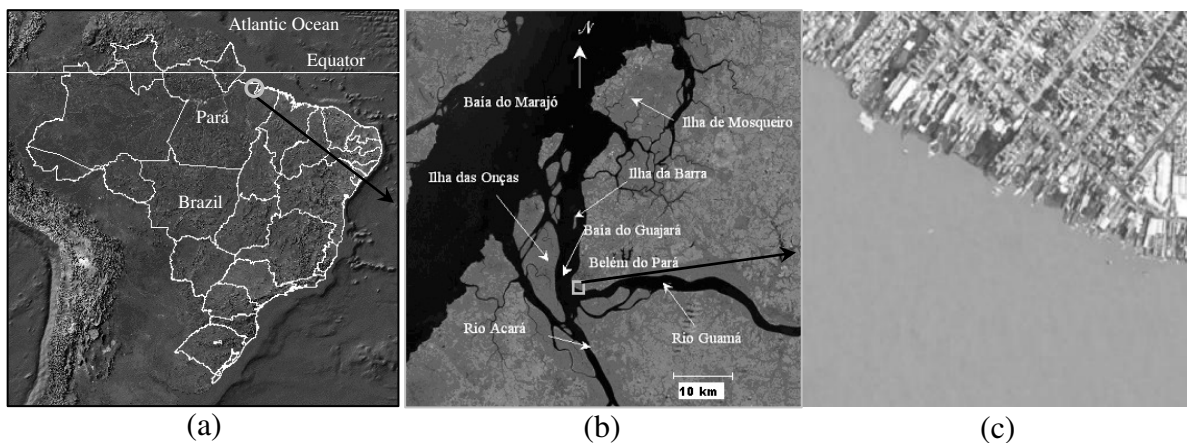 Atlantic Ocean
Equator
Pará
Brazil
N
Baía do Marajó
Ilha de Mosqueiro
Ilha das Onças
Ilha da Barra
Baía do Guajará
Belém do Pará
Rio Acará
Rio Guamá
10 km
(a)
(b)
(c)